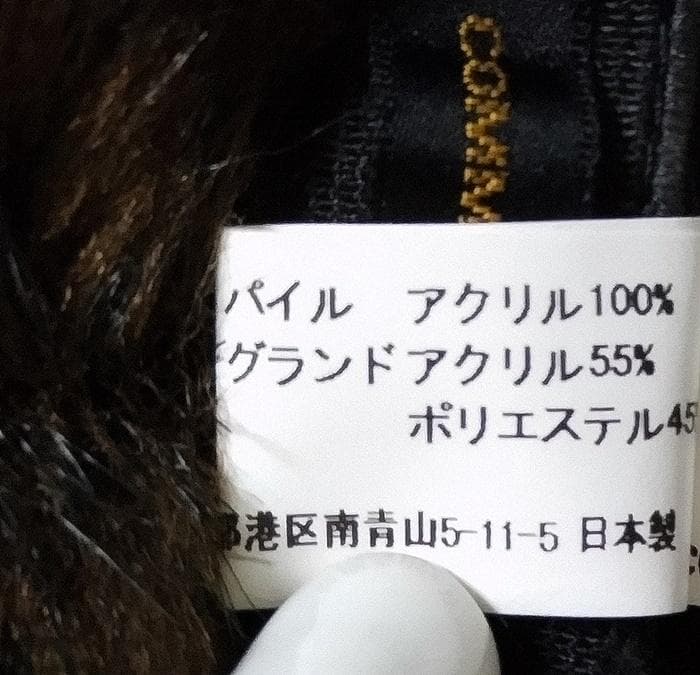 COMM
パイル アクリル100%
グランドアクリル55%
ポリエステル45
港区南青山5-11-5 日本製